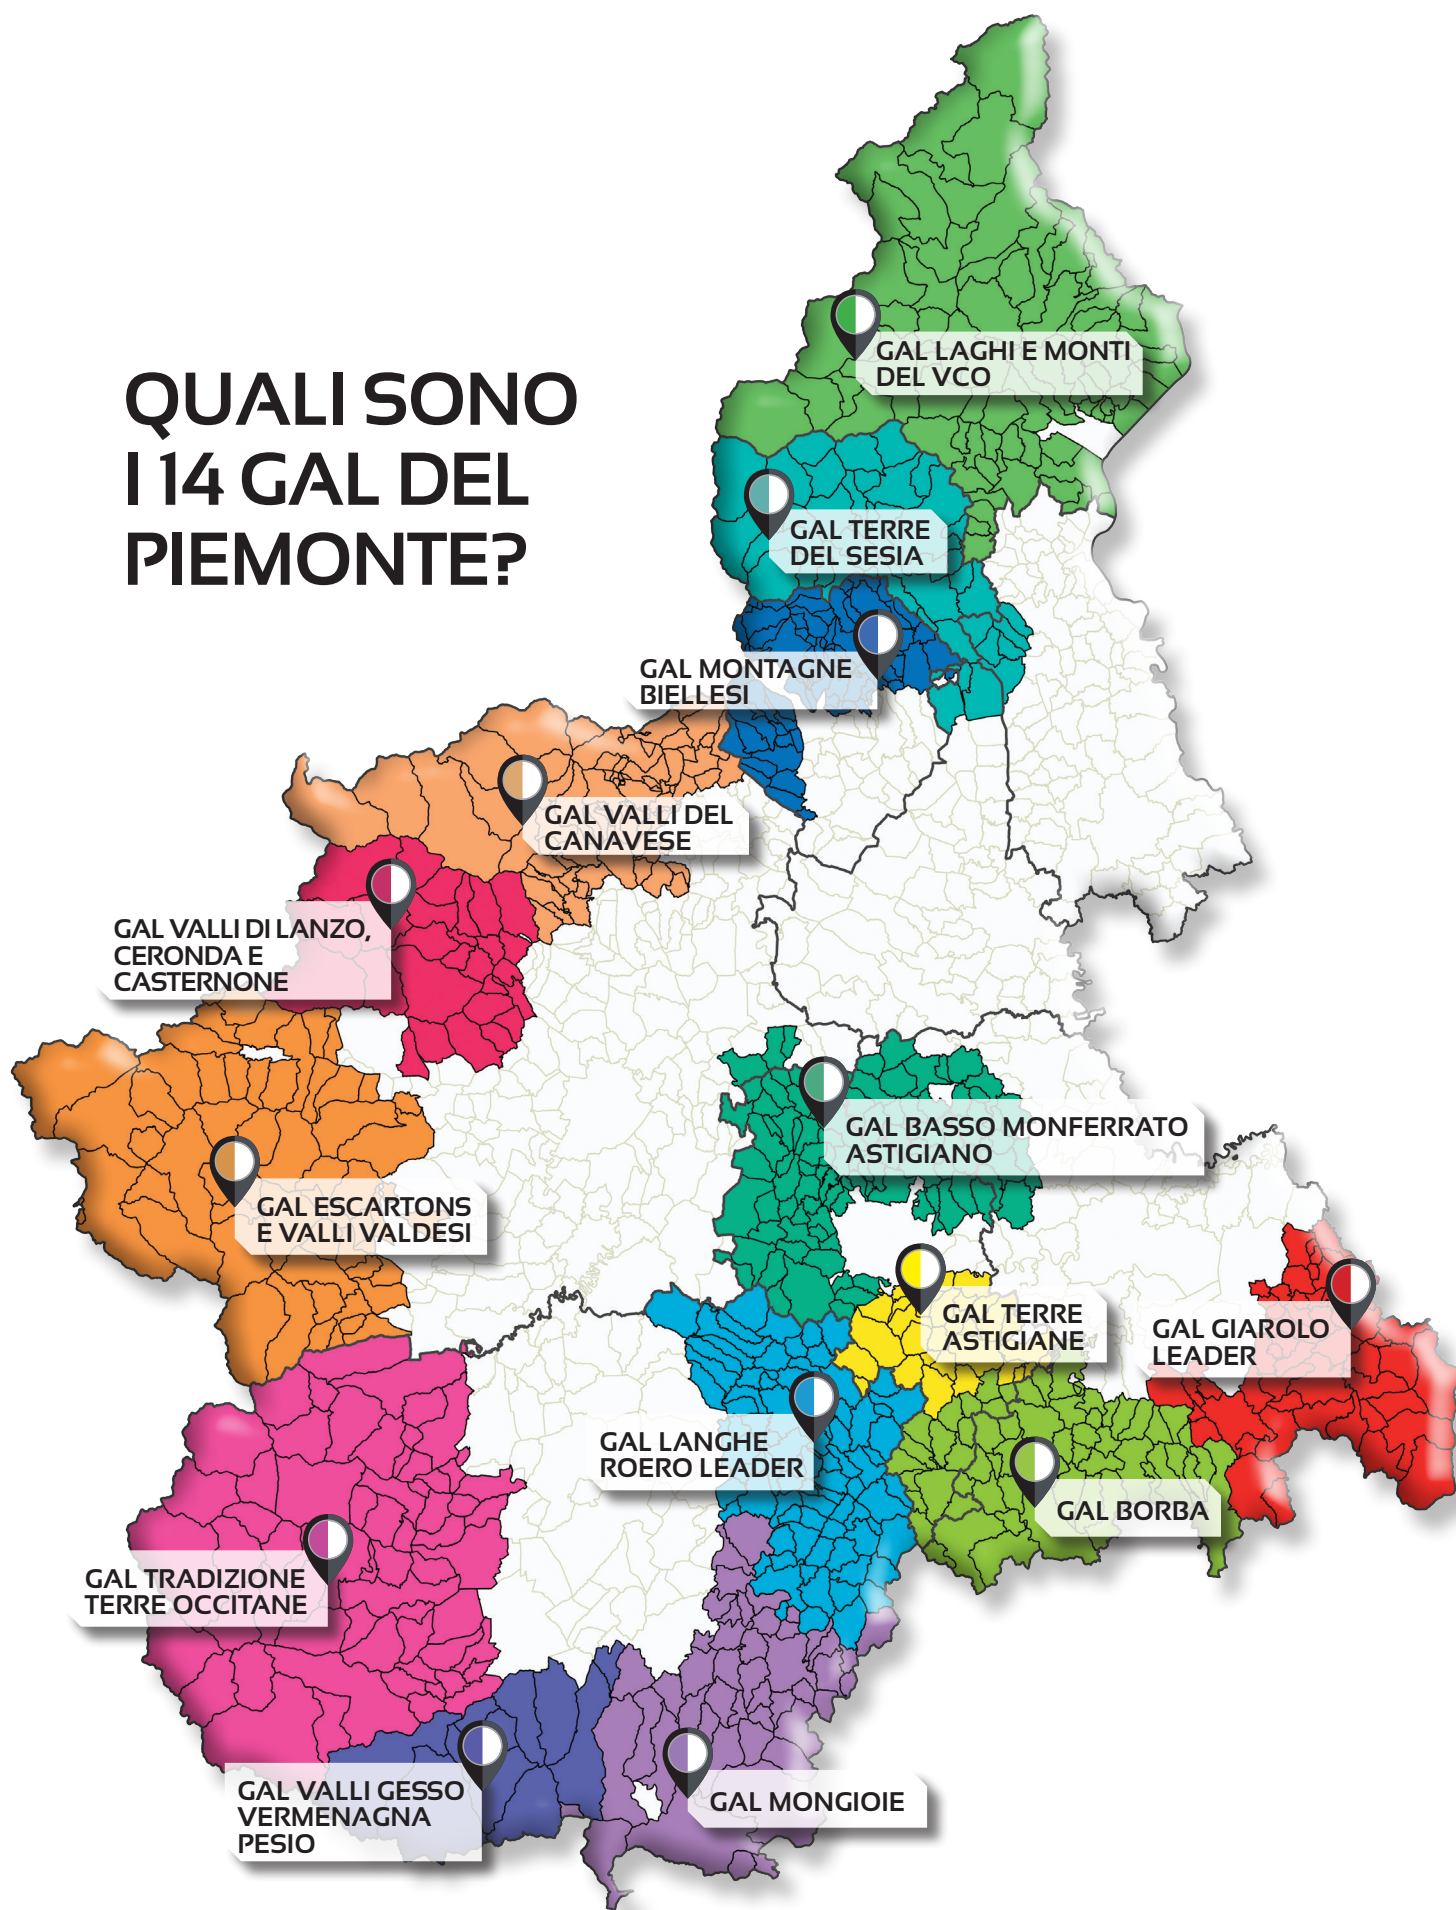 QUALI SONO
I 14 GAL DEL
PIEMONTE?
GAL LAGHI E MONTI
DEL VCO
GAL TERRE
DEL SESIA
GAL MONTAGNE
BIELLESI
GAL VALLI DEL
CANAVESE
GAL VALLI DI LANZO,
CERONDA E
CASTERNONE
GAL BASSO MONFERRATO
ASTIGIANO
GAL ESCARTONS
E VALLI VALDESI
GAL TERRE
ASTIGIANE
GAL GIAROLO
LEADER
GAL LANGHE
ROERO LEADER
GAL BORBA
GAL TRADIZIONE
TERRE OCCITANE
GAL VALLI GESSO
VERMENAGNA
PESIO
GAL MONGIOIE